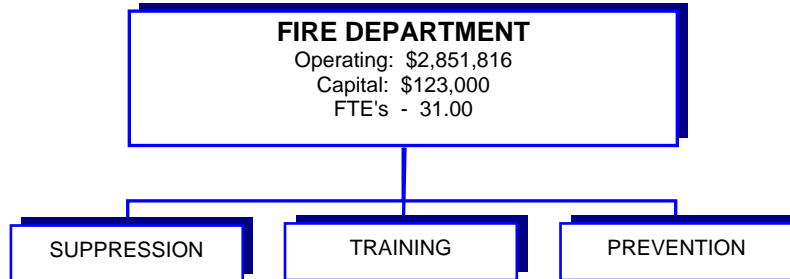 FIRE DEPARTMENT
Operating: $2,851,816
Capital: $123,000
FTE's - 31.00
SUPPRESSION
TRAINING
PREVENTION